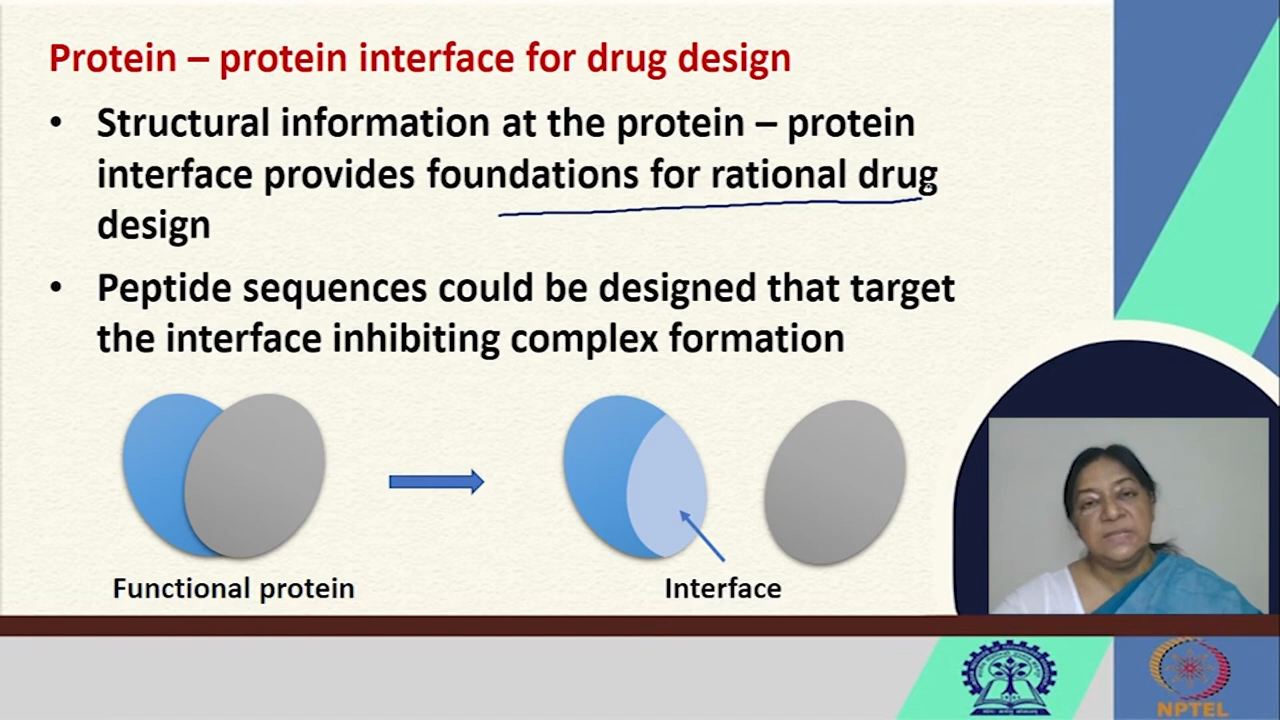 Protein – protein interface for drug design
• Structural information at the protein – protein
interface provides foundations for rational drug
design
• Peptide sequences could be designed that target
the interface inhibiting complex formation
Functional protein
Interface
NPTEL